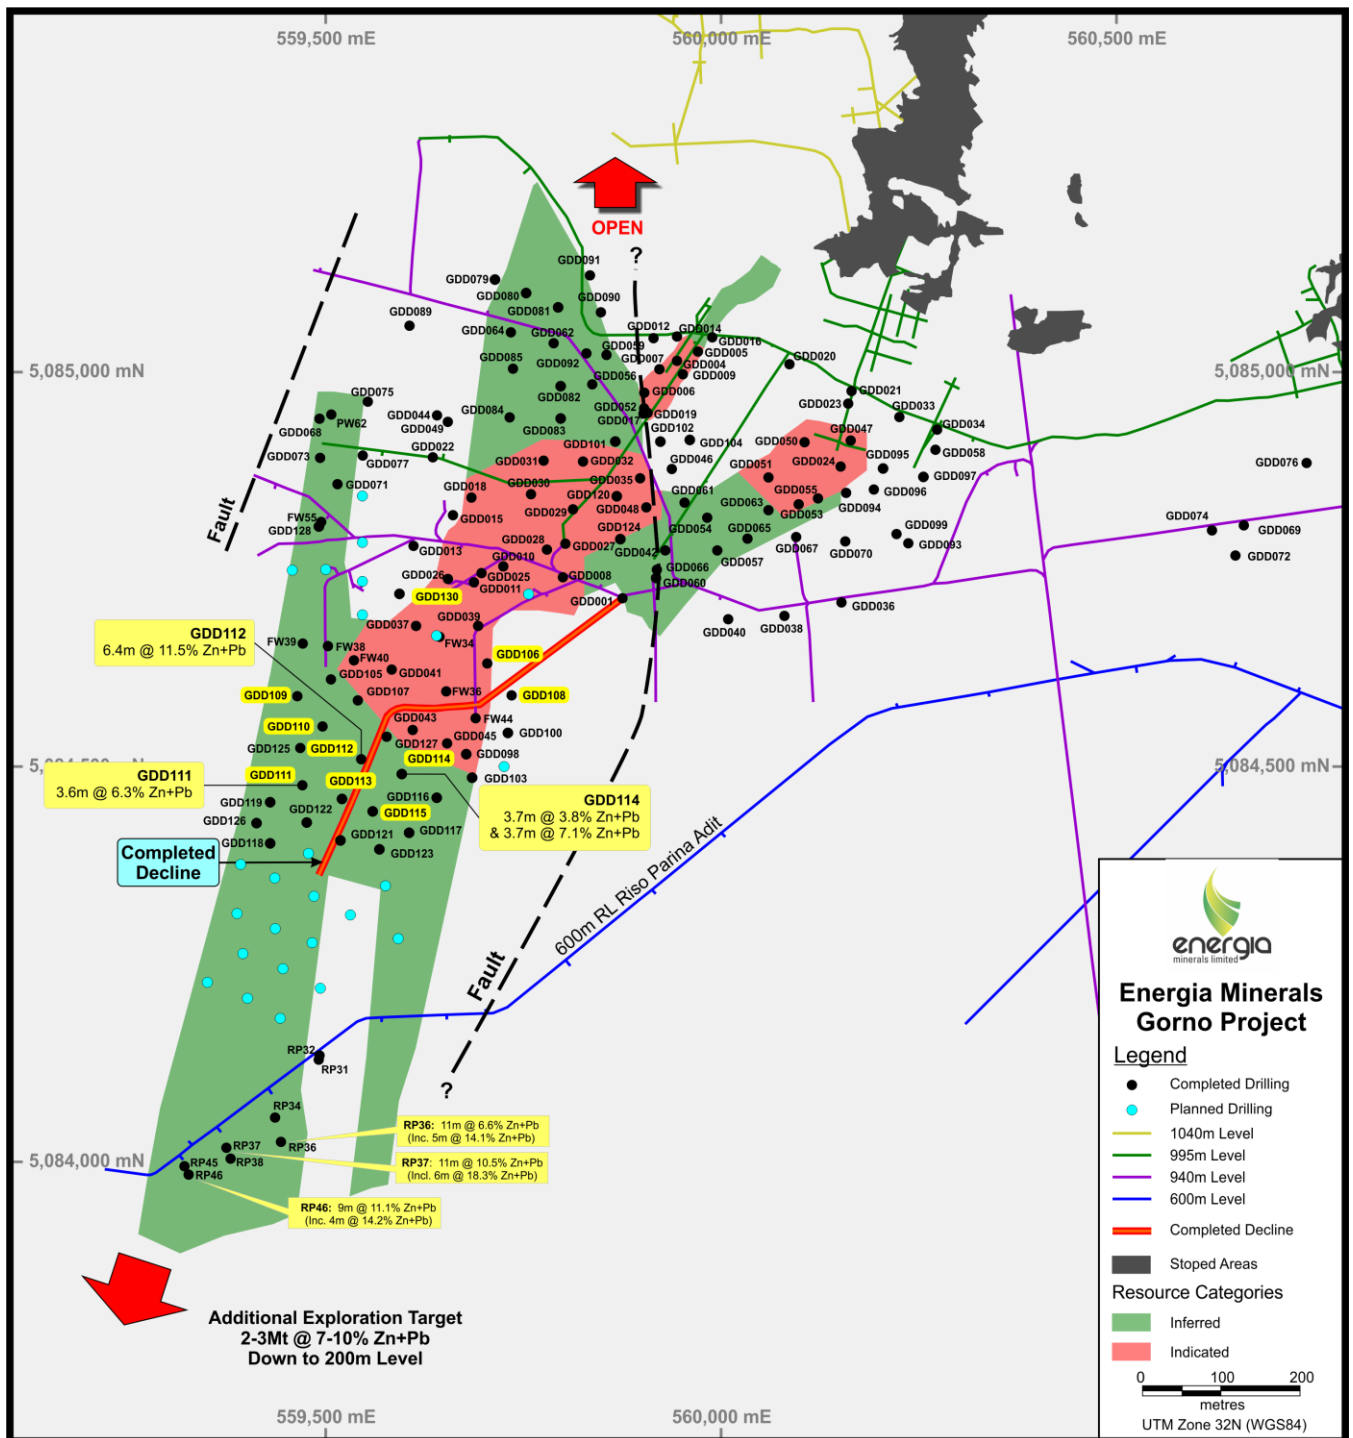 559,500 mE
560,000 mE
560,500 mE
OPEN
?
GDD091
GDD079
GDD080
GDD090
GDD081
GDD089
GDD064
GDD062
GDD012
GDD014
GDD059
GDD016
GDD085
GDD092
GDD007
GDD005
GDD020
GDD004
5,085,000 mN
5,085,000 mN
GDD056
GDD009
GDD075
GDD082
GDD006
GDD021
GDD052
GDD023
GDD044
GDD084
GDD017
GDD019
GDD033
PW62
GDD049
GDD083
GDD034
GDD068
GDD101
GDD102
GDD104
GDD050
GDD047
GDD022
GDD058
GDD073
GDD077
GDD031
GDD032
GDD046
GDD051
GDD024
GDD095
GDD076
GDD071
GDD018
GDD030
GDD035
GDD097
GDD120
GDD061
GDD063
GDD055
GDD096
GDD015
GDD029
GDD048
GDD094
FW55
GDD053
GDD128
GDD124
GDD054
GDD065
GDD099
GDD074
GDD069
Fault
GDD013
GDD028
GDD027
GDD042
GDD067
GDD070
GDD093
GDD072
GDD010
GDD057
GDD026
GDD025
GDD008
GDD066
GDD011
GDD060
GDD130
GDD001
GDD036
GDD037
GDD039
GDD040
GDD038
GDD112
6.4m @ 11.5% Zn+Pb
FW39
FW38
FW34
FW40
GDD106
GDD105
GDD041
GDD109
GDD107
FW36
GDD108
GDD110
GDD043
FW44
GDD125
GDD112
GDD127
GDD045
GDD100
GDD098
GDD114
5,084,500 mN
GDD111
3.6m @ 6.3% Zn+Pb
GDD111
GDD113
GDD103
GDD119
GDD122
GDD116
GDD115
GDD114
3.7m @ 3.8% Zn+Pb
& 3.7m @ 7.1% Zn+Pb
GDD126
GDD117
GDD118
GDD121
GDD123
Completed
Decline
600m RL Riso Parina Adit
Fault
?
RP32
RP31
RP34
RP36
RP37
RP38
RP45
RP46
RP36: 11m @ 6.6% Zn+Pb
(Inc. 5m @ 14.1% Zn+Pb)
RP37: 11m @ 10.5% Zn+Pb
(Incl. 6m @ 18.3% Zn+Pb)
5,084,000 mN
RP46: 9m @ 11.1% Zn+Pb
(Inc. 4m @ 14.2% Zn+Pb)
Additional Exploration Target
2-3Mt @ 7-10% Zn+Pb
Down to 200m Level
559,500 mE
560,000 mE
energia
minerals limited
Energia Minerals
Gorno Project
Legend
Completed Drilling
Planned Drilling
1040m Level
995m Level
940m Level
600m Level
Completed Decline
Stoped Areas
Resource Categories
Inferred
Indicated
0 100 200
metres
UTM Zone 32N (WGS84)